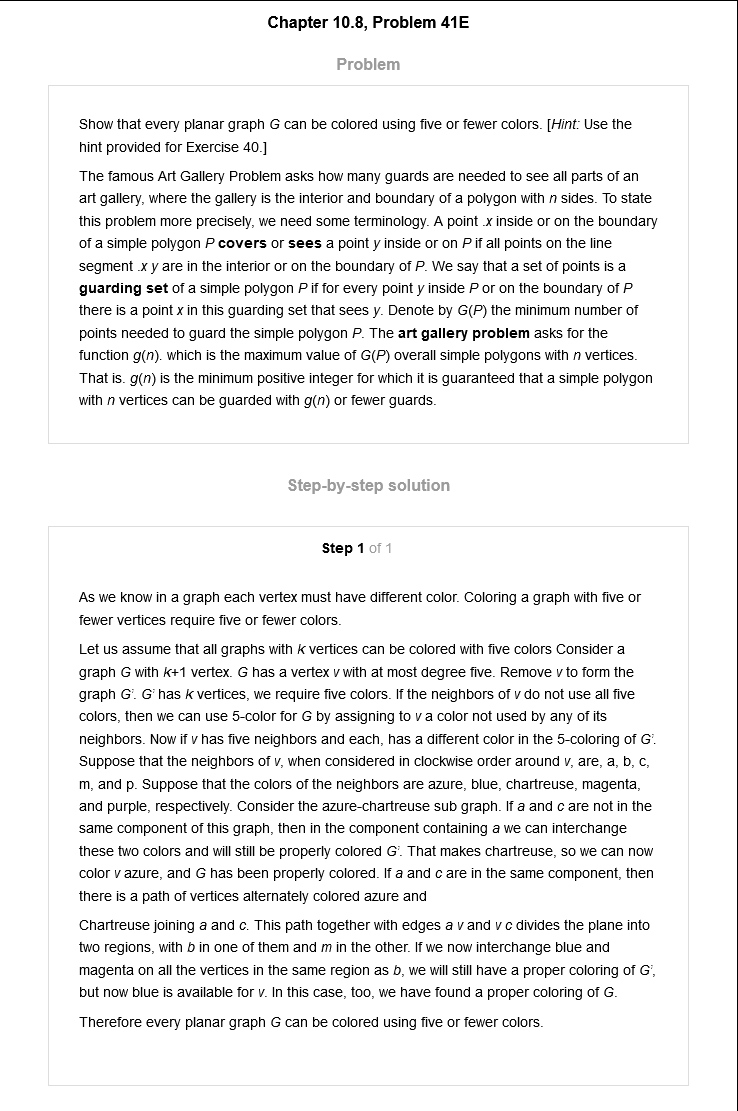 Chapter 10.8, Problem 41E
Problem
Show that every planar graph G can be colored using five or fewer colors. [Hint: Use the
hint provided for Exercise 40.]
The famous Art Gallery Problem asks how many guards are needed to see all parts of an
art gallery, where the gallery is the interior and boundary of a polygon with n sides. To state
this problem more precisely, we need some terminology. A point .x inside or on the boundary
of a simple polygon P covers or sees a point y inside or on P if all points on the line
segment .x y are in the interior or on the boundary of P. We say that a set of points is a
guarding set of a simple polygon P if for every point y inside P or on the boundary of P
there is a point x in this guarding set that sees y. Denote by G(P) the minimum number of
points needed to guard the simple polygon P. The art gallery problem asks for the
function g(n). which is the maximum value of G(P) overall simple polygons with n vertices.
That is. g(n) is the minimum positive integer for which it is guaranteed that a simple polygon
with n vertices can be guarded with g(n) or fewer guards.
Step-by-step solution
Step 1 of 1
As we know in a graph each vertex must have different color. Coloring a graph with five or
fewer vertices require five or fewer colors.
Let us assume that all graphs with k vertices can be colored with five colors Consider a
graph G with k+1 vertex. G has a vertex v with at most degree five. Remove v to form the
graph G'. G' has k vertices, we require five colors. If the neighbors of v do not use all five
colors, then we can use 5-color for G by assigning to v a color not used by any of its
neighbors. Now if v has five neighbors and each, has a different color in the 5-coloring of G'.
Suppose that the neighbors of v, when considered in clockwise order around v, are, a, b, c,
m, and p. Suppose that the colors of the neighbors are azure, blue, chartreuse, magenta,
and purple, respectively. Consider the azure-chartreuse sub graph. If a and c are not in the
same component of this graph, then in the component containing a we can interchange
these two colors and will still be properly colored G'. That makes chartreuse, so we can now
color v azure, and G has been properly colored. If a and c are in the same component, then
there is a path of vertices alternately colored azure and
Chartreuse joining a and c. This path together with edges a v and v c divides the plane into
two regions, with b in one of them and m in the other. If we now interchange blue and
magenta on all the vertices in the same region as b, we will still have a proper coloring of G',
but now blue is available for v. In this case, too, we have found a proper coloring of G.
Therefore every planar graph G can be colored using five or fewer colors.